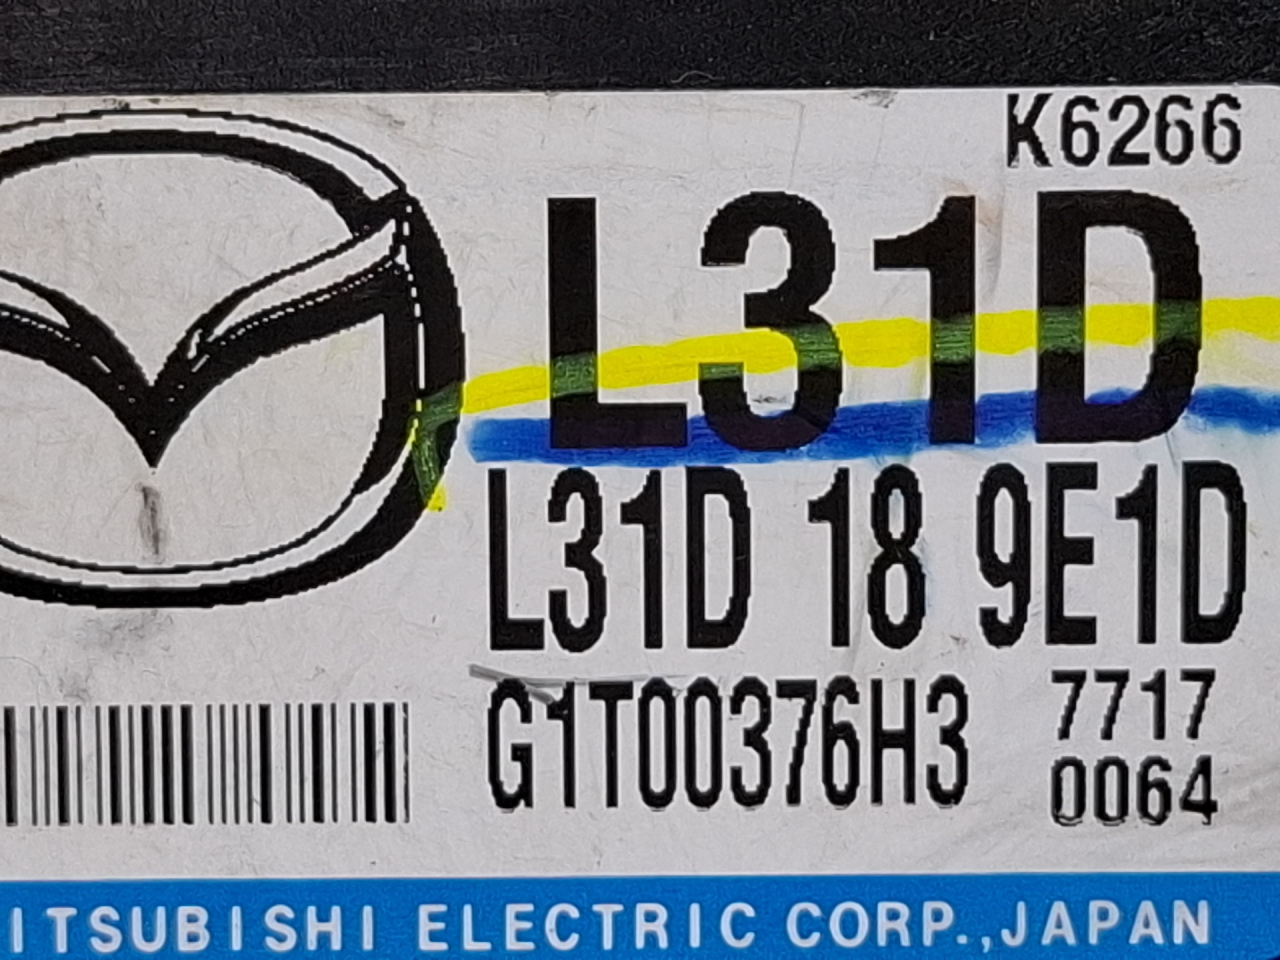 K6266
L31D
L31D 18 9E1D
G1T00376H3 7717
0064
ITSUBISHI ELECTRIC CORP.,JAPAN